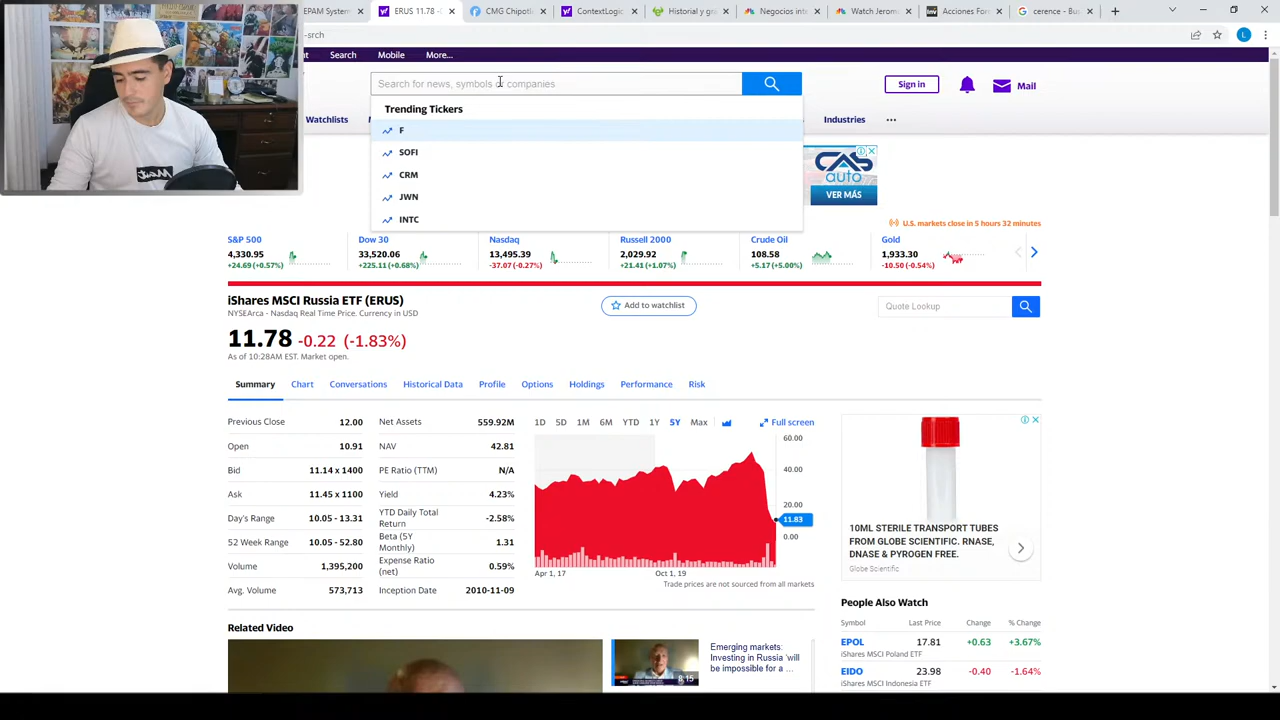 EPAM System
ERUS 11.78 -
CMG Chipotl
ContextLogic
Historial y g
Negocios int
Watch how
Acciones For
cerence - Bus
-srch
L
Search
Mobile
More...
Search for news, symbols or companies
Sign in
Mail
Trending Tickers
F
SOFI
CRM
JWN
INTC
Watchlists
Industries
CAS
auto
VER MÁS
U.S. markets close in 5 hours 32 minutes
S&P 500
4,330.95
+24.69 (+0.57%)
Dow 30
33,520.06
+225.11 (+0.68%)
Nasdaq
13,495.39
-37.07 (-0.27%)
Russell 2000
2,029.92
+21.41 (+1.07%)
Crude Oil
108.58
+5.17 (+5.00%)
Gold
1,933.30
-10.50 (-0.54%)
iShares MSCI Russia ETF (ERUS)
NYSEArca - Nasdaq Real Time Price. Currency in USD
Add to watchlist
Quote Lookup
11.78 -0.22 (-1.83%)
As of 10:28AM EST. Market open.
Summary Chart Conversations Historical Data Profile Options Holdings Performance Risk
Previous Close 12.00
Open 10.91
Bid 11.14 x 1400
Ask 11.45 x 1100
Day's Range 10.05 - 13.31
52 Week Range 10.05 - 52.80
Volume 1,395,200
Avg. Volume 573,713
Net Assets 559.92M
NAV 42.81
PE Ratio (TTM) N/A
Yield 4.23%
YTD Daily Total -2.58%
Return
Beta (5Y 1.31
Monthly)
Expense Ratio 0.59%
(net)
Inception Date 2010-11-09
1D 5D 1M 6M YTD 1Y 5Y Max
Full screen
60.00
40.00
20.00
11.83
0.00
Apr 1, 17
Oct 1, 19
Trade prices are not sourced from all markets
10ML STERILE TRANSPORT TUBES
FROM GLOBE SCIENTIFIC. RNASE,
DNASE & PYROGEN FREE.
Globe Scientific
People Also Watch
Symbol Last Price Change % Change
EPOL 17.81 +0.63 +3.67%
iShares MSCI Poland ETF
EIDO 23.98 -0.40 -1.64%
iShares MSCI Indonesia ETF
Related Video
Emerging markets:
Investing in Russia 'will
be impossible for a ...
8:15